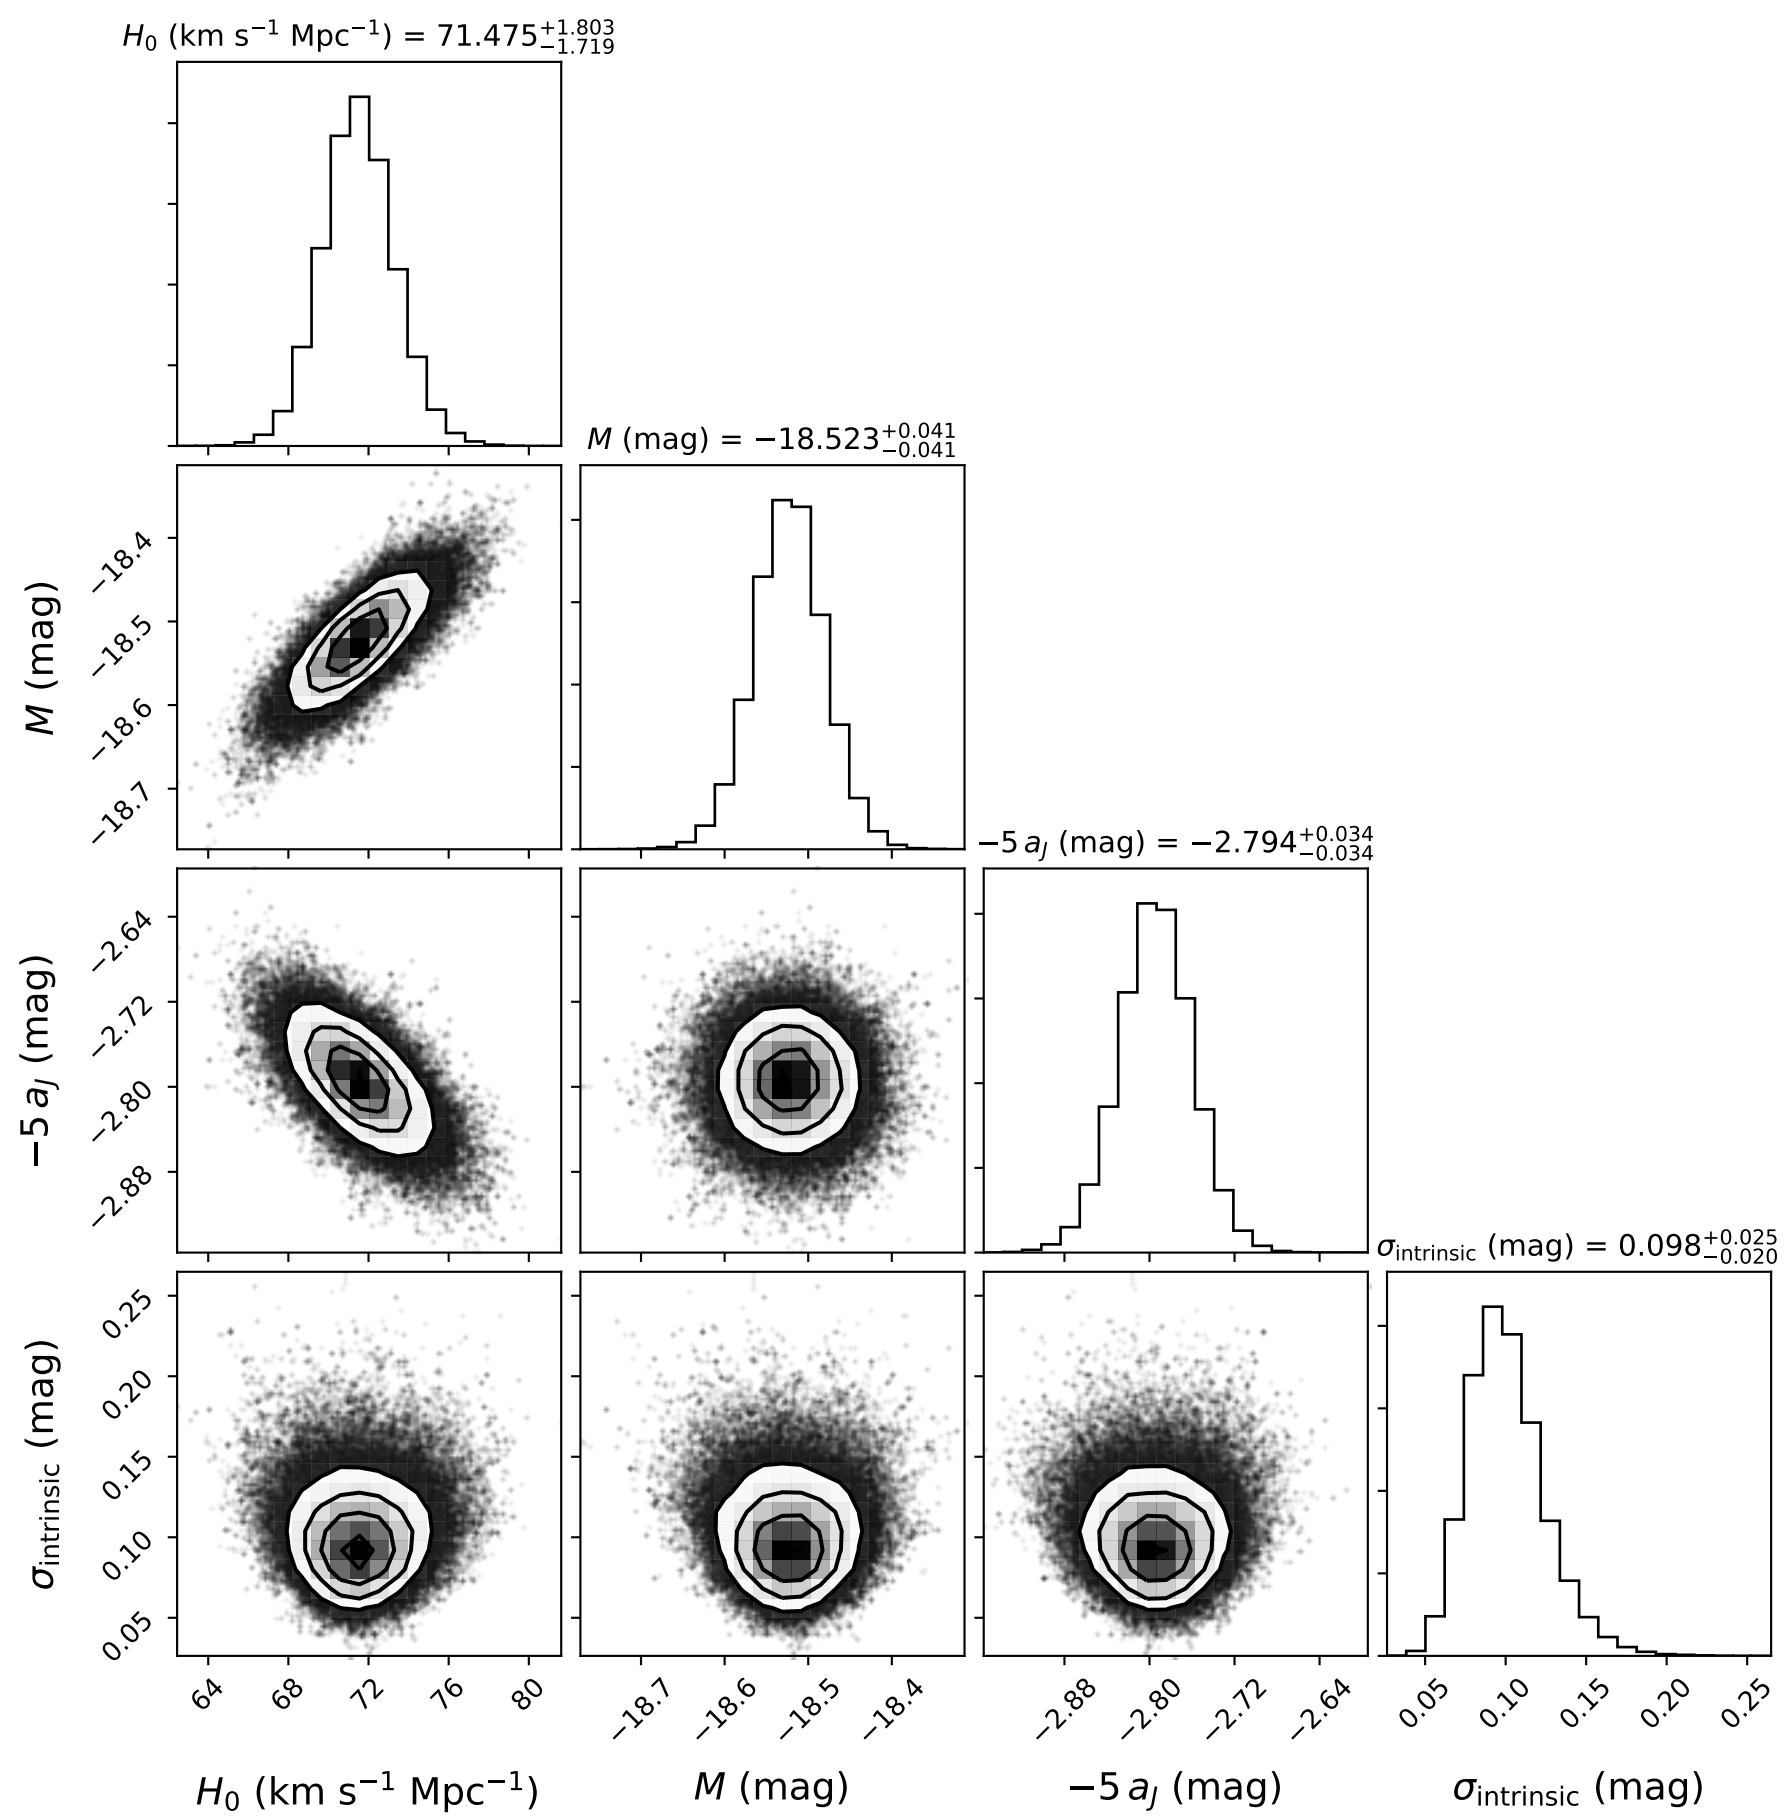 H₀ (km s⁻¹ Mpc⁻¹) = 71.475+1.803−1.719
M (mag) = −18.523+0.041−0.041
M (mag)
−18.4
−18.5
−18.6
−18.7
−5 a_J (mag) = −2.794+0.034−0.034
−5 a_J (mag)
−2.64
−2.72
−2.80
−2.88
σintrinsic (mag) = 0.098+0.025−0.020
σintrinsic (mag)
0.25
0.20
0.15
0.10
0.05
64 68 72 76 80
−18.7 −18.6 −18.5 −18.4
−2.88 −2.80 −2.72 −2.64
0.05 0.10 0.15 0.20 0.25
H₀ (km s⁻¹ Mpc⁻¹)
M (mag)
−5 a_J (mag)
σintrinsic (mag)